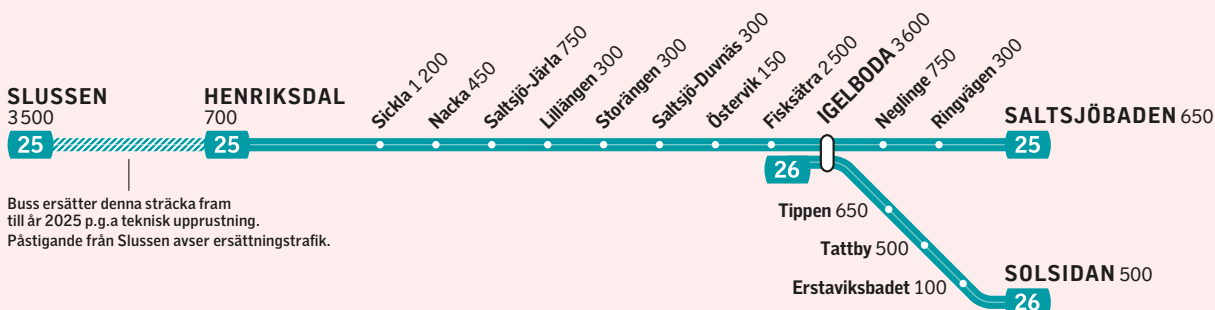 SLUSSEN
3500
25
HENRIKSDAL
700
25
Sickla 1 200
Nacka 450
Saltsjö-Järla 750
Lillängen 300
Storängen 300
Saltsjö-Duvnäs 300
Östervik 150
Fisksätra 2 500
IGELBODA 3 600
Neglinge 750
Ringvägen 300
SALTSJÖBADEN 650
25
26
Buss ersätter denna sträcka fram
till år 2025 p.g.a teknisk upprustning.
Påstigande från Slussen avser ersättningstrafik.
Tippen 650
Tattby 500
Erstaviksbadet 100
SOLSIDAN 500
26